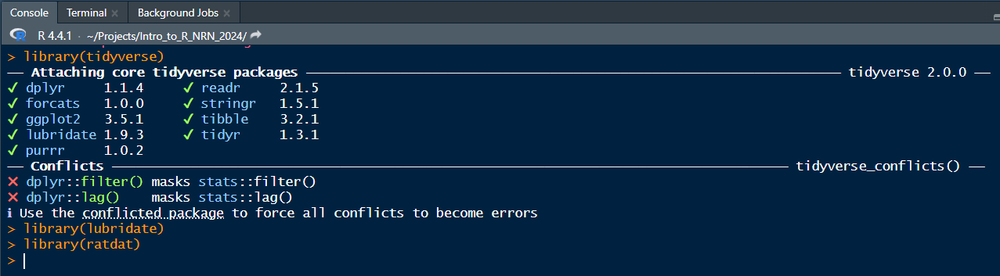 Console Terminal × Background Jobs ×
R R 4.4.1 · ~/Projects/Intro_to_R_NRN_2024/
> library(tidyverse)
── Attaching core tidyverse packages ──────────────────── tidyverse 2.0.0 ──
✔ dplyr 1.1.4 ✔ readr 2.1.5
✔ forcats 1.0.0 ✔ stringr 1.5.1
✔ ggplot2 3.5.1 ✔ tibble 3.2.1
✔ lubridate 1.9.3 ✔ tidyr 1.3.1
✔ purrr 1.0.2
── Conflicts ──────────────────── tidyverse_conflicts() ──
✖ dplyr::filter() masks stats::filter()
✖ dplyr::lag() masks stats::lag()
ℹ Use the conflicted package to force all conflicts to become errors
> library(lubridate)
> library(ratdat)
>